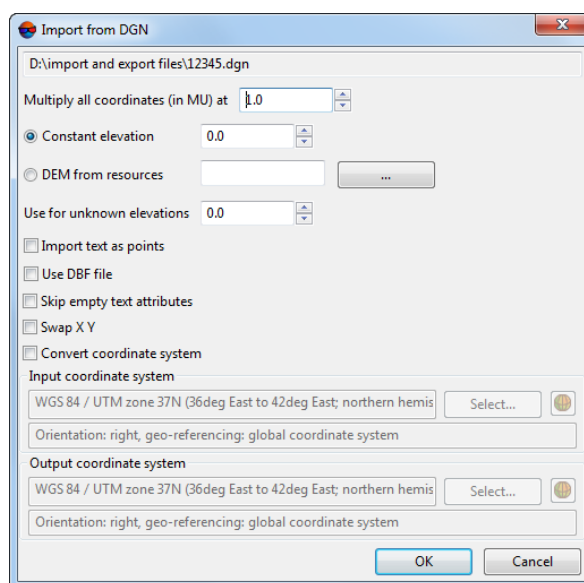 Import from DGN
D:\import and export files\12345.dgn
Multiply all coordinates (in MU) at 1.0
Constant elevation 0.0
DEM from resources ...
Use for unknown elevations 0.0
Import text as points
Use DBF file
Skip empty text attributes
Swap X Y
Convert coordinate system
Input coordinate system
WGS 84 / UTM zone 37N (36deg East to 42deg East; northern hemis Select...
Orientation: right, geo-referencing: global coordinate system
Output coordinate system
WGS 84 / UTM zone 37N (36deg East to 42deg East; northern hemis Select...
Orientation: right, geo-referencing: global coordinate system
OK Cancel